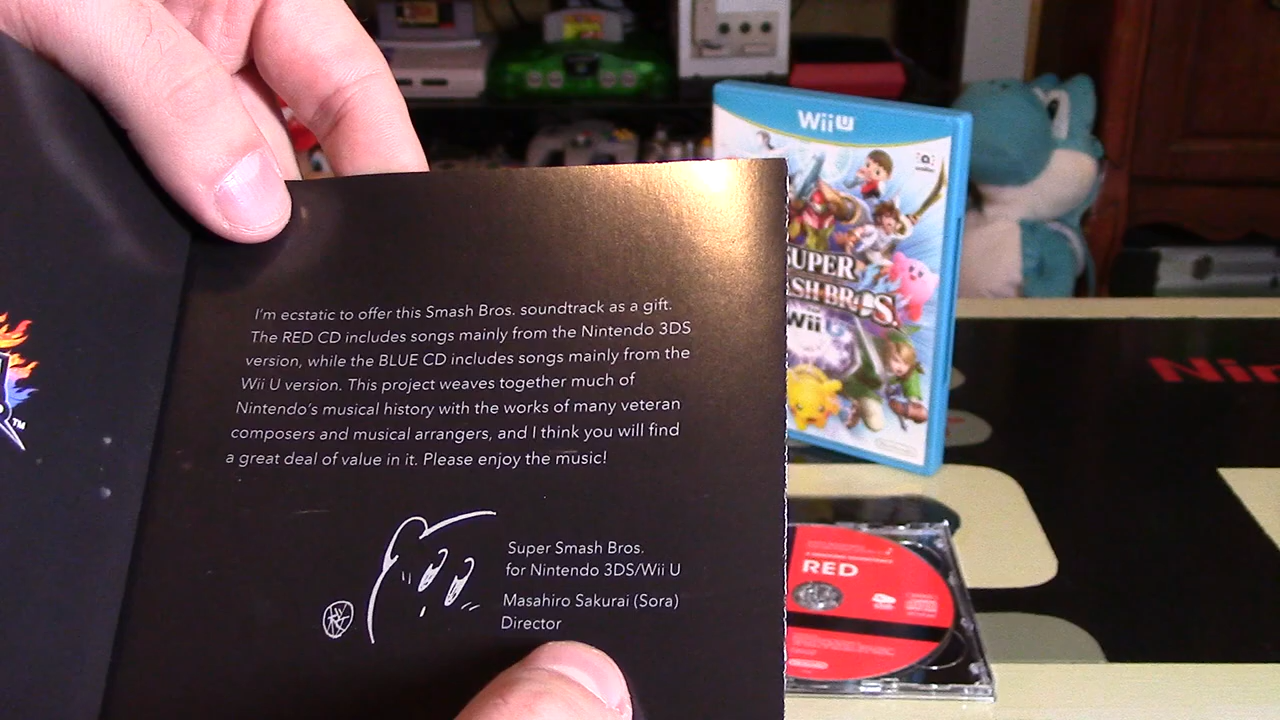 I'm ecstatic to offer this Smash Bros. soundtrack as a gift.
The RED CD includes songs mainly from the Nintendo 3DS
version, while the BLUE CD includes songs mainly from the
Wii U version. This project weaves together much of
Nintendo's musical history with the works of many veteran
composers and musical arrangers, and I think you will find
a great deal of value in it. Please enjoy the music!
Super Smash Bros.
for Nintendo 3DS/Wii U
Masahiro Sakurai (Sora)
Director
TM
Wii U
SUPER
SH BROS.
Wii U
RED
Nin